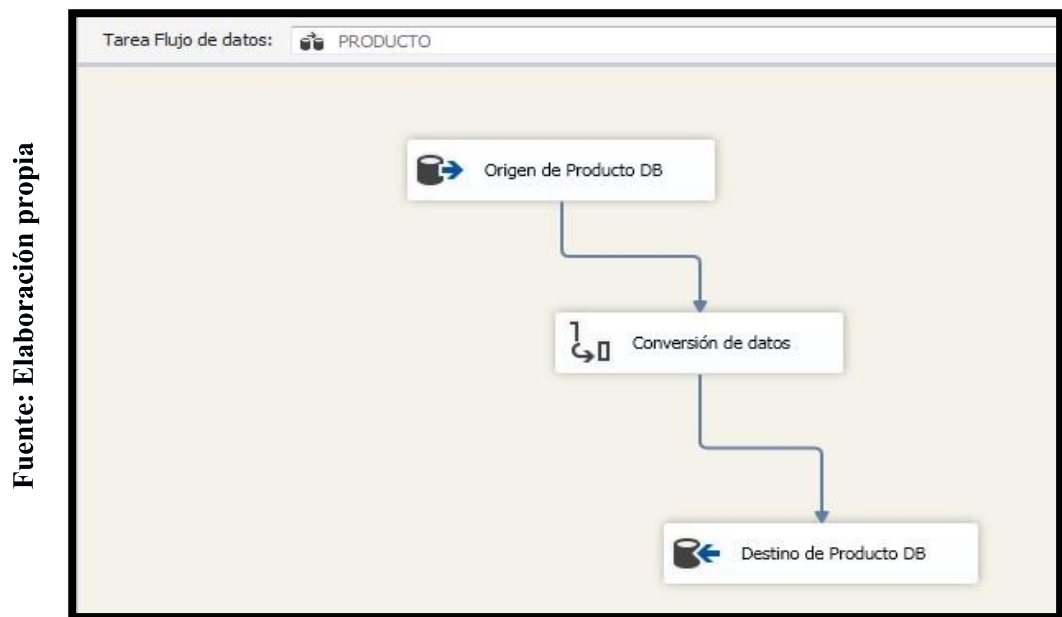 Tarea Flujo de datos: PRODUCTO
Origen de Producto DB
Conversión de datos
Destino de Producto DB
Fuente: Elaboración propia